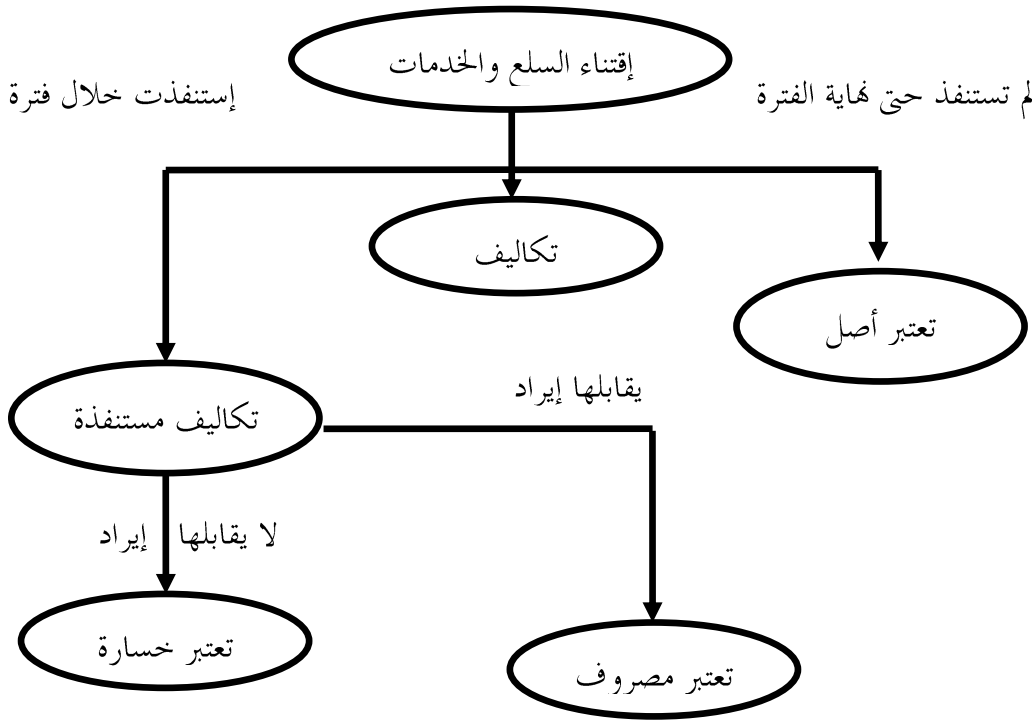 إقتناء السلع والخدمات
لم تستنفذ حتى نهاية الفترة
إستنفذت خلال فترة
تكاليف
تعتبر أصل
يقابلها إيراد
تكاليف مستنفذة
لا يقابلها إيراد
تعتبر خسارة
تعتبر مصروف